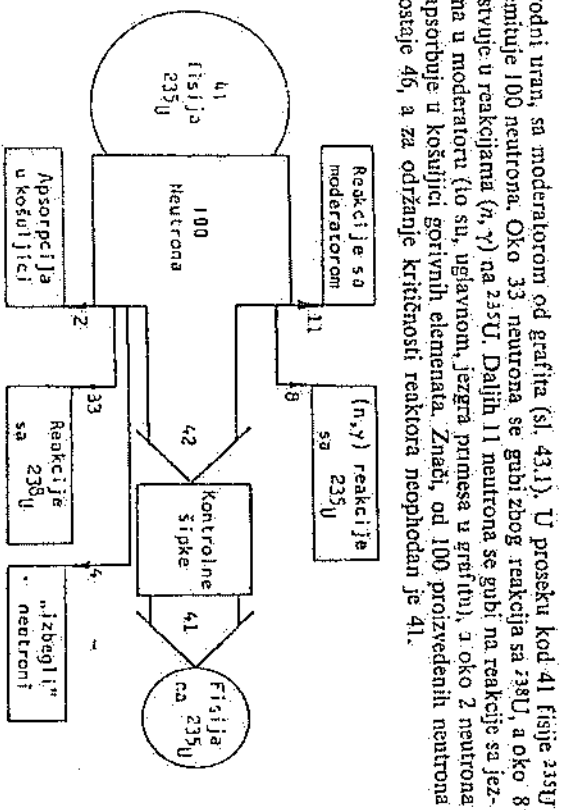 rodni uran, sa moderatorom od grafita (sl. 43.1). U proseku kod 41 fisije 235U
emituje 100 neutrona. Oko 33 neutrona se gubi zbog reakcija sa 238U, a oko 8
stvuje u reakcijama (n, γ) na 235U. Daljih 11 neutrona se gubi na reakcije sa jez-
ma u moderatoru (to su, uglavnom, jezgra primesa u grafitu), a oko 2 neutrona
apsorbuje u košuljici gorivnih elemenata. Znači, od 100 proizvedenih neutrona
ostaje 46, a za održanje kritičnosti reaktora neophodan je 41.
Reakcije sa
moderatorom
11
(n,γ) reakcije
sa 235U
8
41
fisija
235U
100
Neutrona
42
Kontrolne
šipke
41
Fisija
na 235U
2
Apsorpcija
u košuljici
33
Reakcije
sa 238U
4
„izbegli"
neutroni